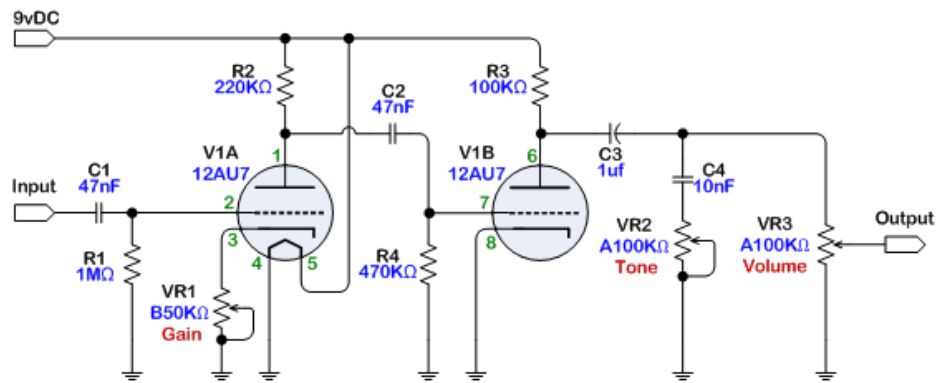 9vDC
R2
220KΩ
C2
47nF
R3
100KΩ
V1A
12AU7
1
V1B
12AU7
6
C3
1uf
C4
10nF
C1
47nF
Input
2
3
4
5
7
8
R1
1MΩ
VR1
B50KΩ
Gain
R4
470KΩ
VR2
A100KΩ
Tone
VR3
A100KΩ
Volume
Output